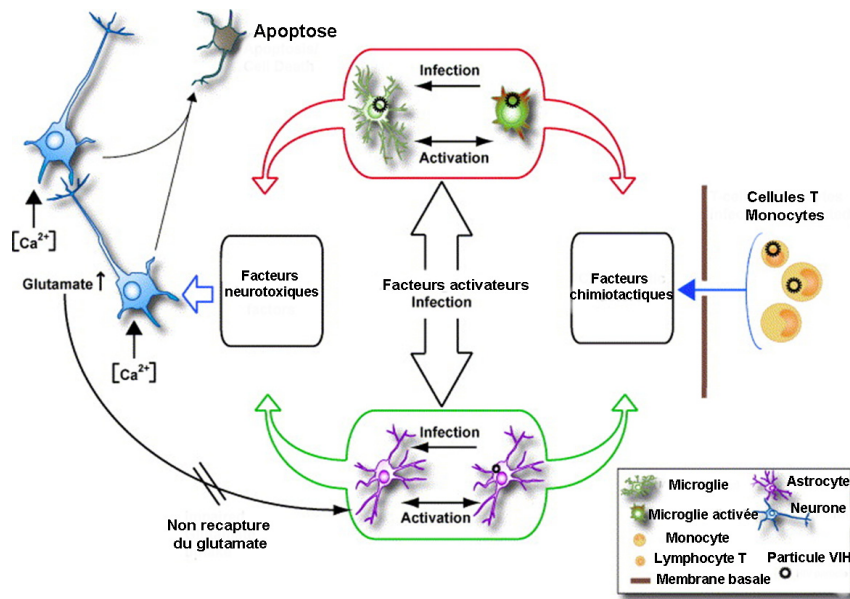 Apoptose
Infection
Activation
Cellules T
Monocytes
[Ca²⁺]
Glutamate ↑
[Ca²⁺]
Facteurs
neurotoxiques
Facteurs activateurs
Infection
Facteurs
chimiotactiques
Infection
Activation
Non recapture
du glutamate
Microglie
Astrocyte
Microglie activée
Neurone
Monocyte
Lymphocyte T
Particule VIH
Membrane basale